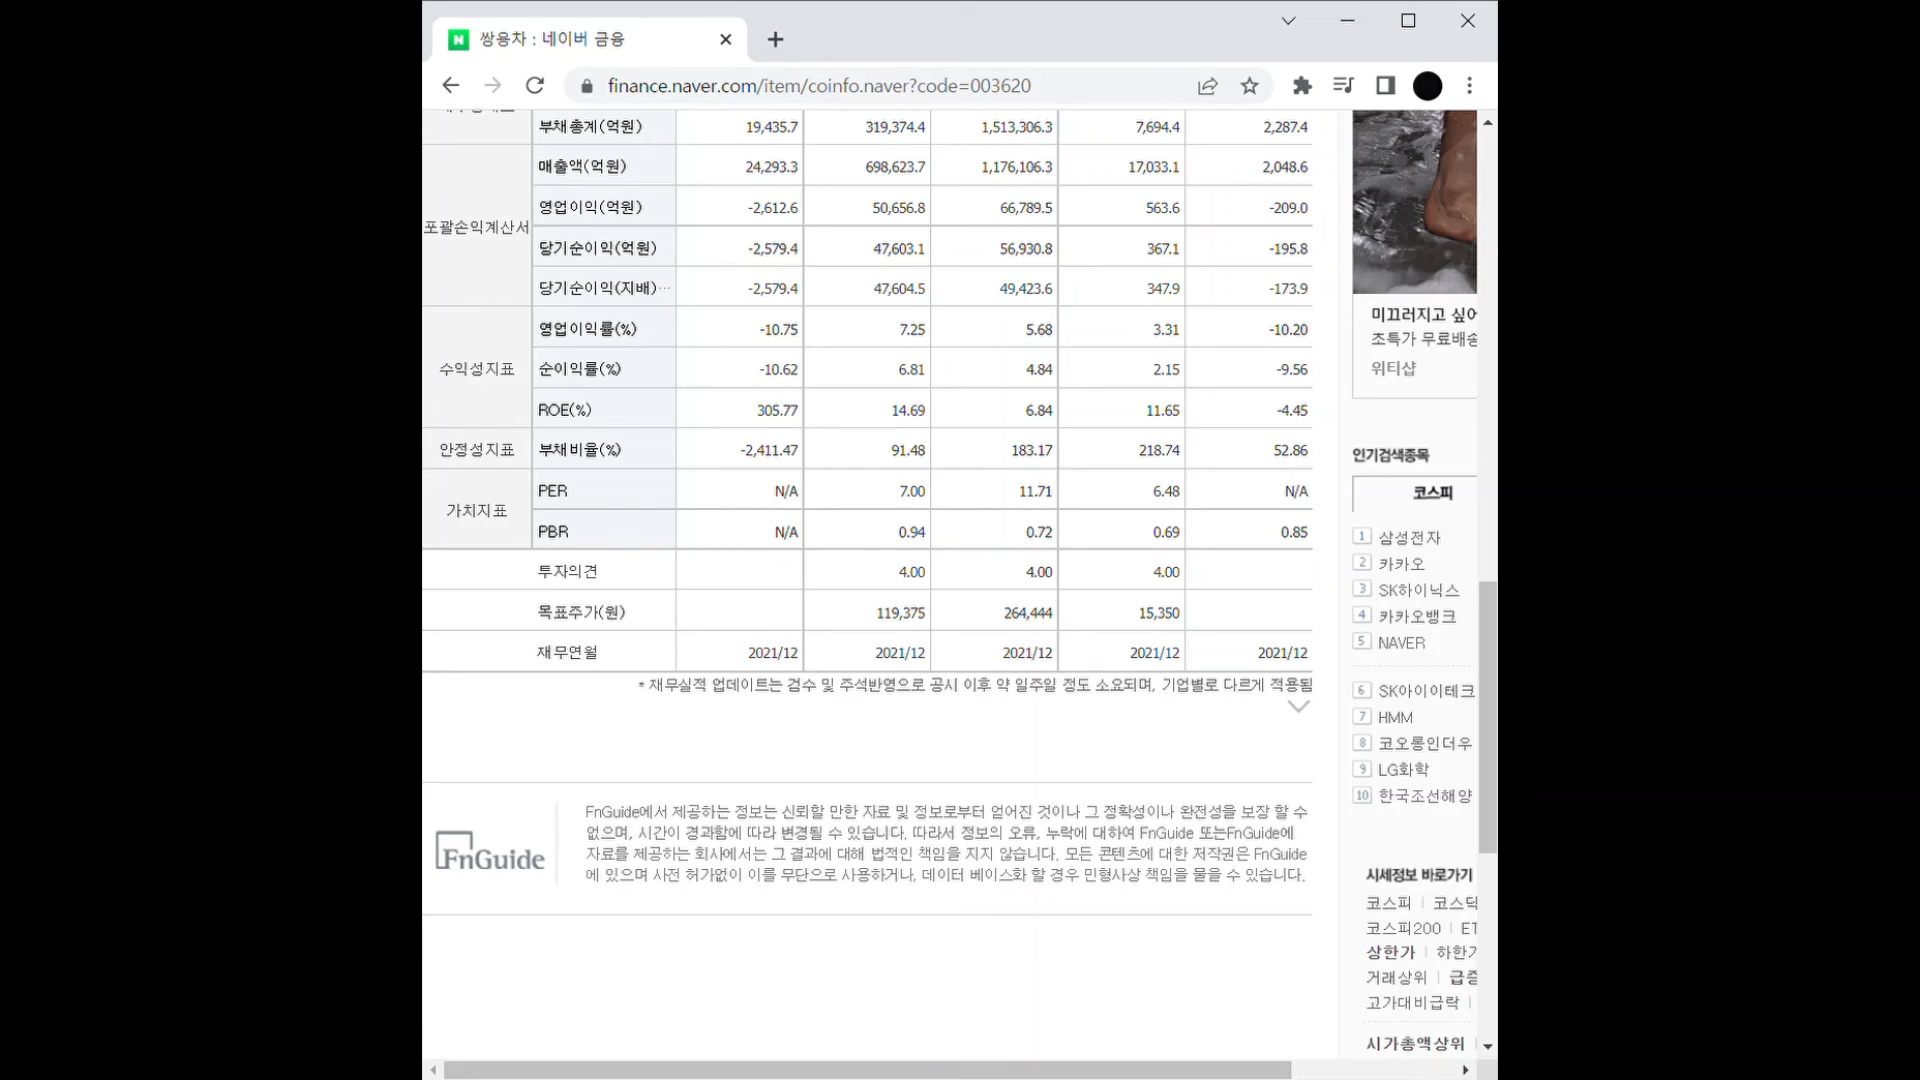 쌍용차 : 네이버 금융
finance.naver.com/item/coinfo.naver?code=003620
부채총계(억원) 19,435.7 319,374.4 1,513,306.3 7,694.4 2,287.4
포괄손익계산서
매출액(억원) 24,293.3 698,623.7 1,176,106.3 17,033.1 2,048.6
영업이익(억원) -2,612.6 50,656.8 66,789.5 563.6 -209.0
당기순이익(억원) -2,579.4 47,603.1 56,930.8 367.1 -195.8
당기순이익(지배)… -2,579.4 47,604.5 49,423.6 347.9 -173.9
수익성지표
영업이익률(%) -10.75 7.25 5.68 3.31 -10.20
순이익률(%) -10.62 6.81 4.84 2.15 -9.56
ROE(%) 305.77 14.69 6.84 11.65 -4.45
안정성지표 부채비율(%) -2,411.47 91.48 183.17 218.74 52.86
가치지표
PER N/A 7.00 11.71 6.48 N/A
PBR N/A 0.94 0.72 0.69 0.85
투자의견 4.00 4.00 4.00
목표주가(원) 119,375 264,444 15,350
재무연월 2021/12 2021/12 2021/12 2021/12 2021/12
* 재무실적 업데이트는 검수 및 주석반영으로 공시 이후 약 일주일 정도 소요되며, 기업별로 다르게 적용됨
FnGuide
FnGuide에서 제공하는 정보는 신뢰할 만한 자료 및 정보로부터 얻어진 것이나 그 정확성이나 완전성을 보장 할 수
없으며, 시간이 경과함에 따라 변경될 수 있습니다. 따라서 정보의 오류, 누락에 대하여 FnGuide 또는FnGuide에
자료를 제공하는 회사에서는 그 결과에 대해 법적인 책임을 지지 않습니다. 모든 콘텐츠에 대한 저작권은 FnGuide
에 있으며 사전 허가없이 이를 무단으로 사용하거나, 데이터 베이스화 할 경우 민형사상 책임을 물을 수 있습니다.
미끄러지고 싶어
초특가 무료배송
위티샵
인기검색종목
코스피
1 삼성전자
2 카카오
3 SK하이닉스
4 카카오뱅크
5 NAVER
6 SK아이이테크
7 HMM
8 코오롱인더우
9 LG화학
10 한국조선해양
시세정보 바로가기
코스피 | 코스닥
코스피200 | ET
상한가 | 하한가
거래상위 | 급증
고가대비급락 |
시가총액상위